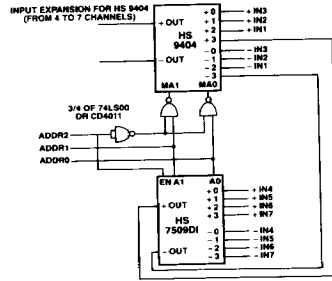 INPUT EXPANSION FOR HS 9404
(FROM 4 TO 7 CHANNELS)
+ OUT
- OUT
HS
9404
+ 0
+ 1
+ 2
+ 3
- 0
- 1
- 2
- 3
+ IN3
+ IN2
+ IN1
- IN3
- IN2
- IN1
MA1
MA0
3/4 OF 74LS00
OR CD4011
ADDR2
ADDR1
ADDR0
EN A1
A0
+ OUT
HS
7509DI
- OUT
+ 0
+ 1
+ 2
+ 3
- 0
- 1
- 2
- 3
+ IN4
+ IN5
+ IN6
+ IN7
- IN4
- IN5
- IN6
- IN7